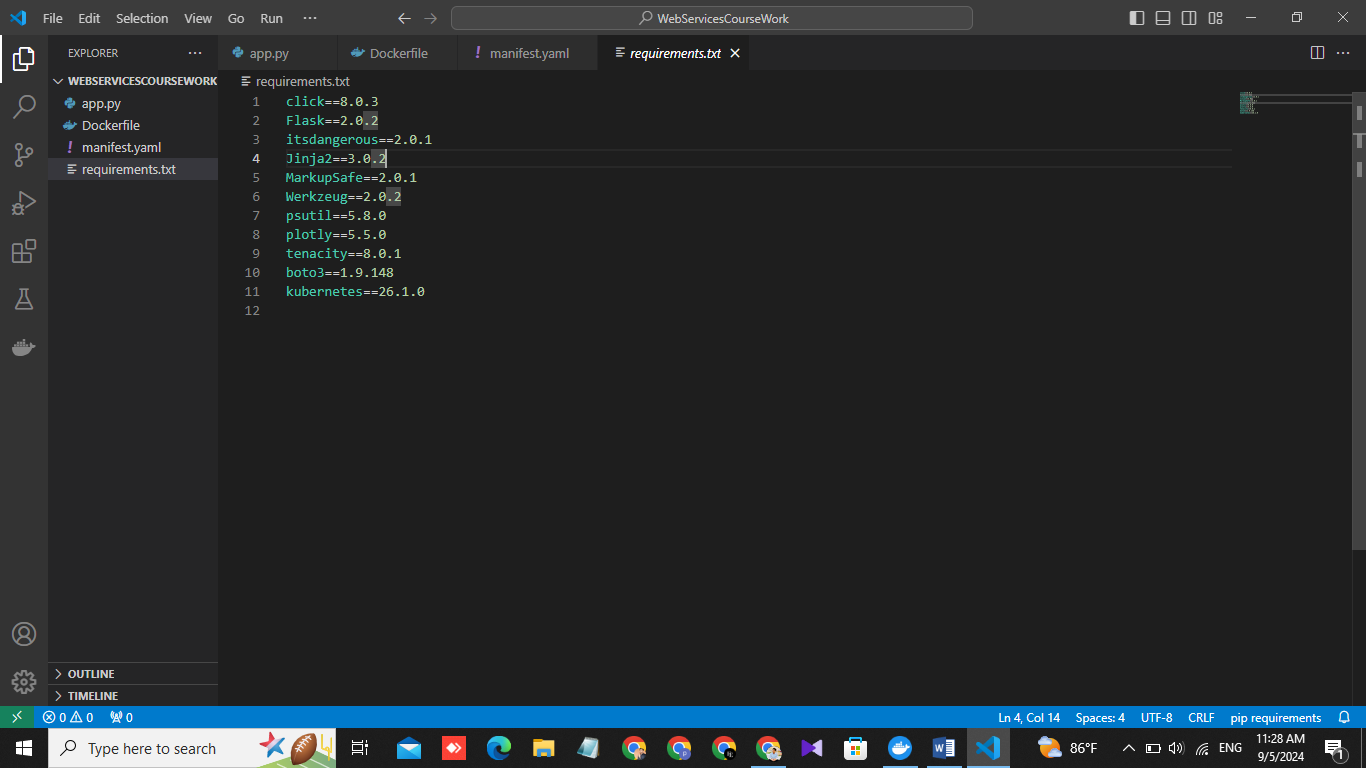 File Edit Selection View Go Run ··· WebServicesCourseWork
EXPLORER ···
WEBSERVICESCOURSEWORK
app.py
Dockerfile
! manifest.yaml
requirements.txt
OUTLINE
TIMELINE
app.py Dockerfile ! manifest.yaml requirements.txt
requirements.txt
1 click==8.0.3
2 Flask==2.0.2
3 itsdangerous==2.0.1
4 Jinja2==3.0.2
5 MarkupSafe==2.0.1
6 Werkzeug==2.0.2
7 psutil==5.8.0
8 plotly==5.5.0
9 tenacity==8.0.1
10 boto3==1.9.148
11 kubernetes==26.1.0
12
0 0 0 Ln 4, Col 14 Spaces: 4 UTF-8 CRLF pip requirements
Type here to search 86°F ENG 11:28 AM
9/5/2024 1